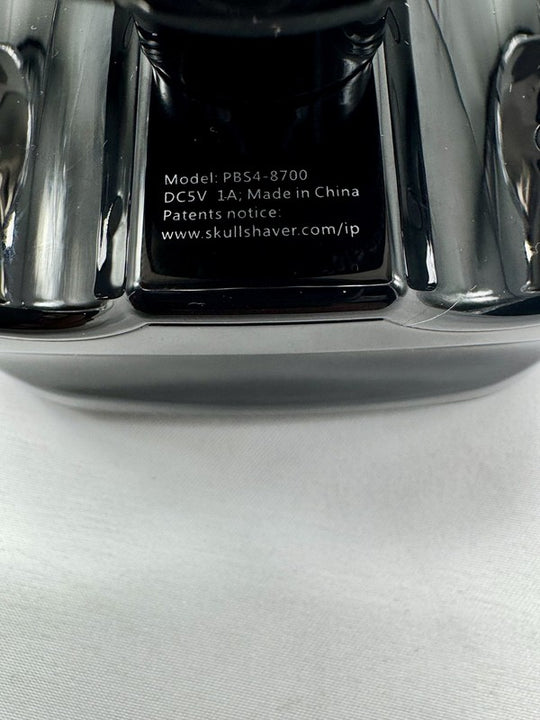 Model: PBS4-8700
DC5V 1A; Made in China
Patents notice:
www.skullshaver.com/ip